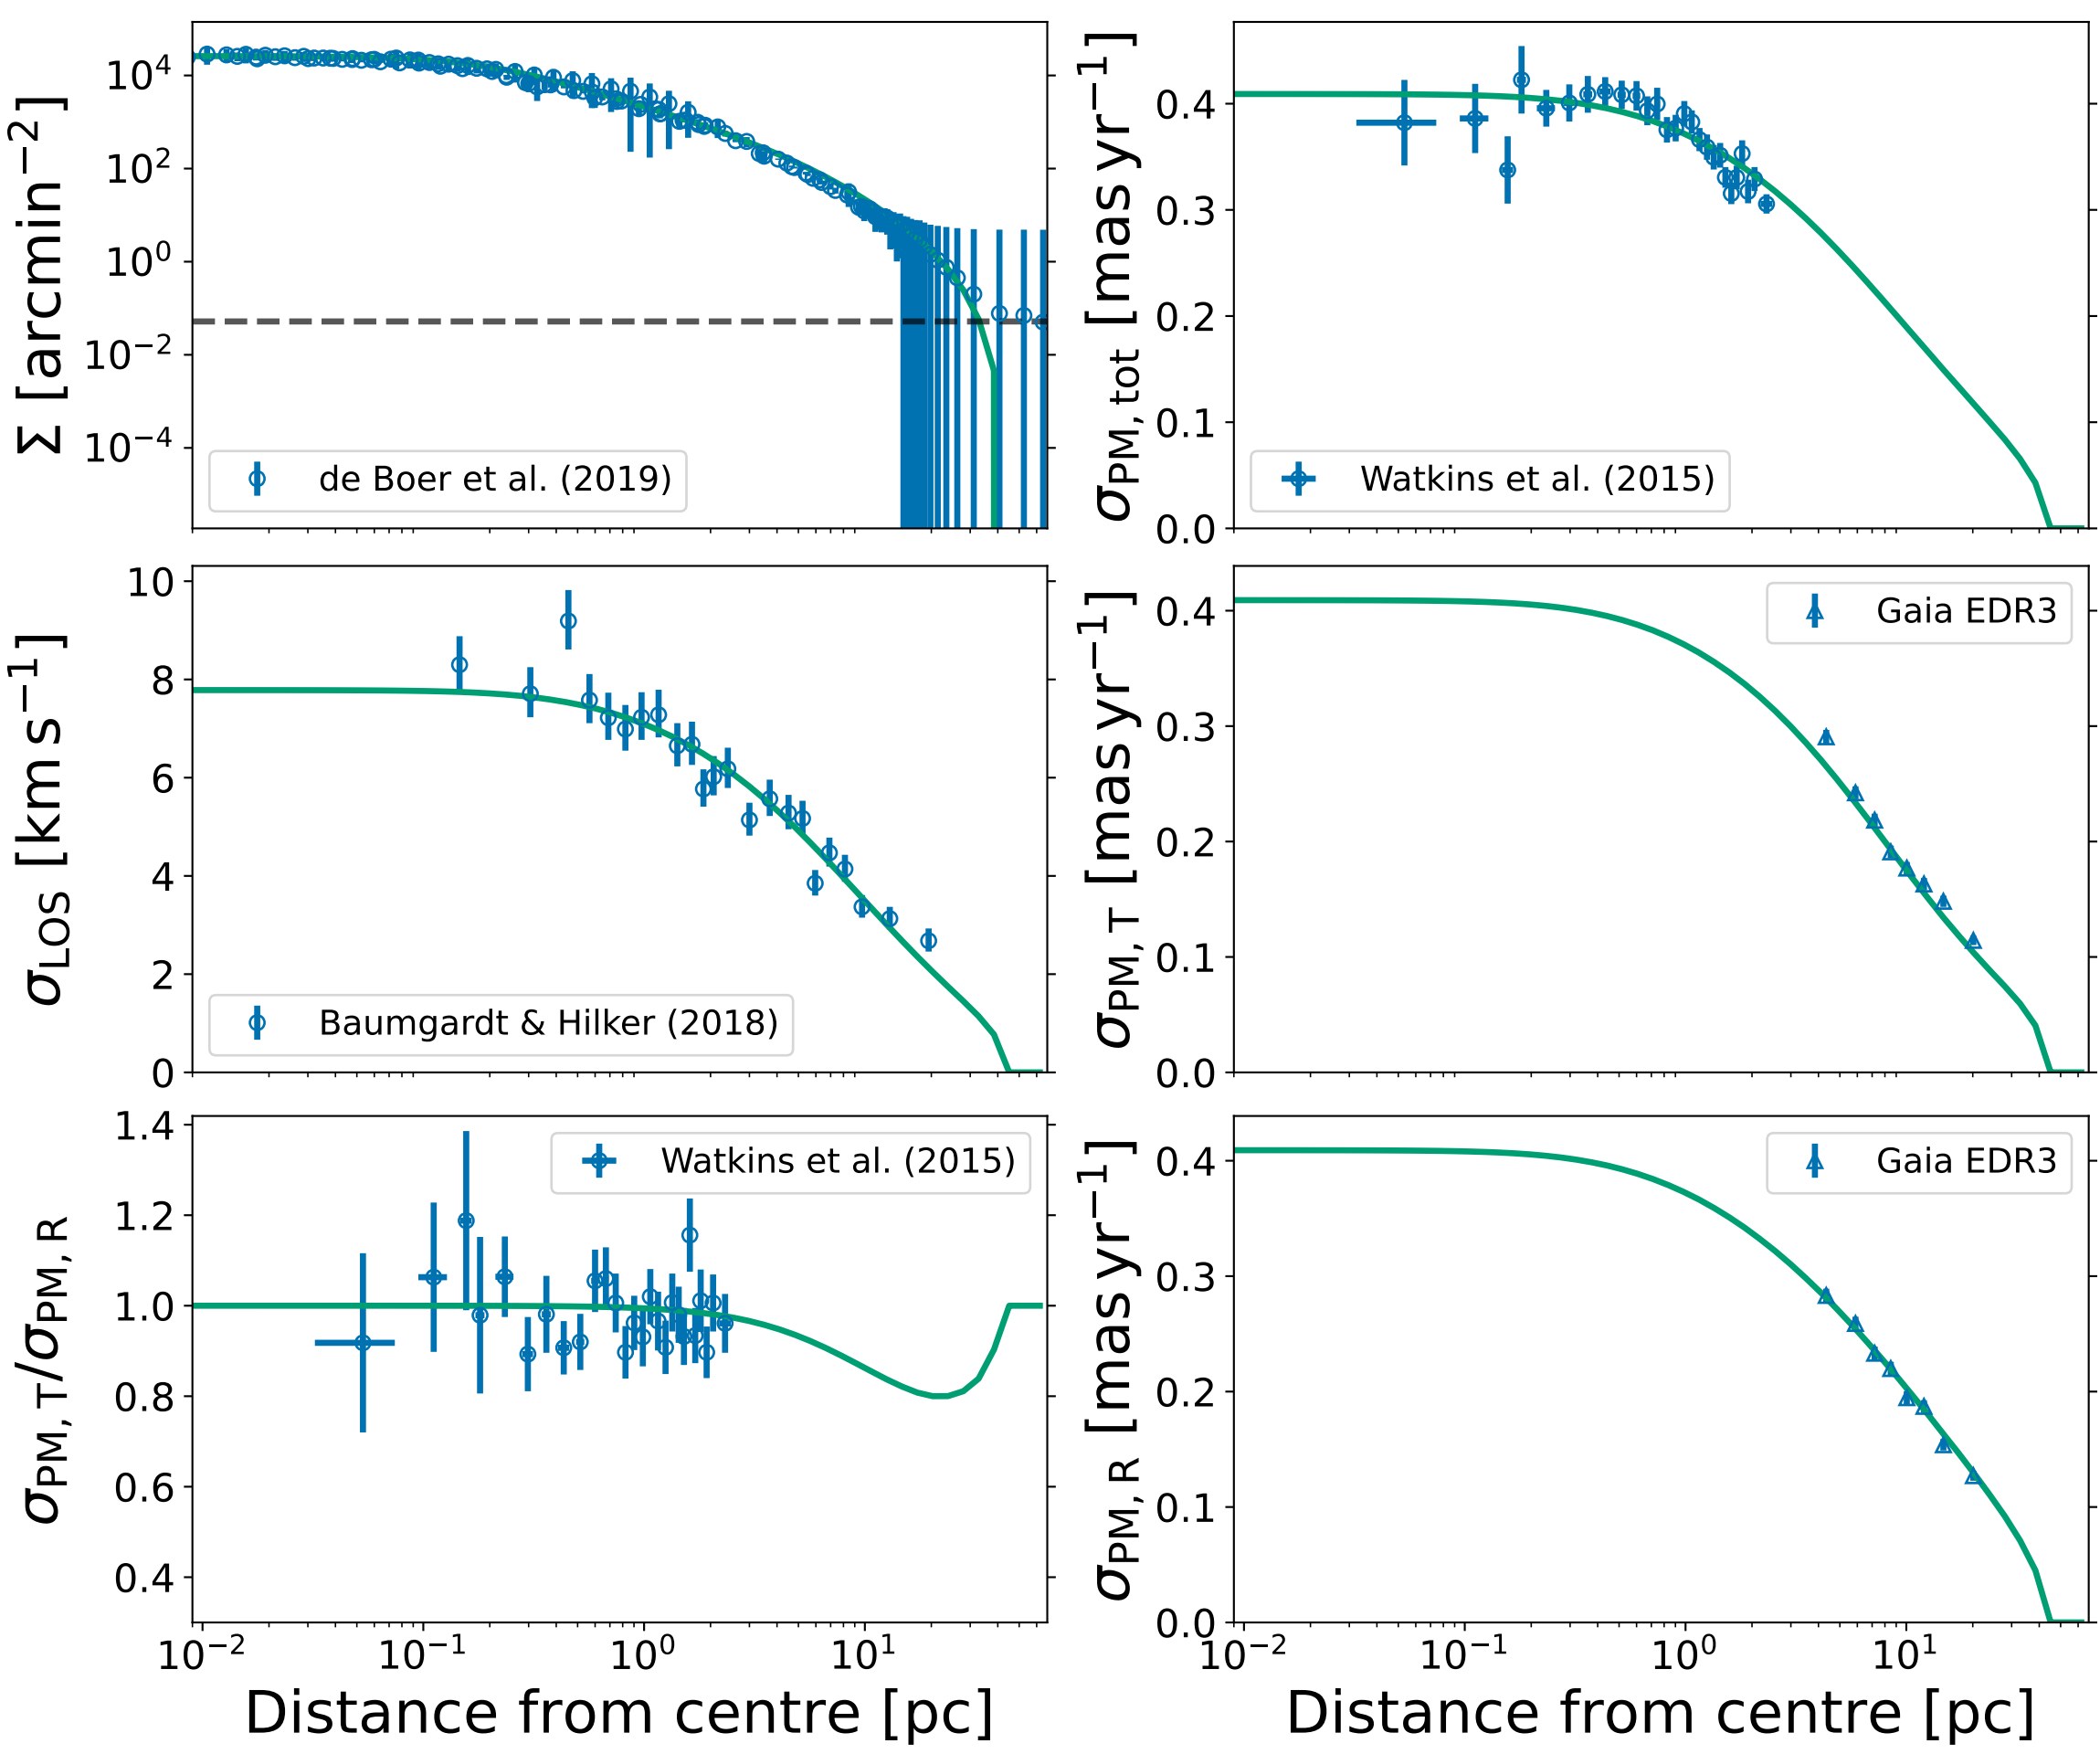 Σ [arcmin⁻²]
10⁴
10²
10⁰
10⁻²
10⁻⁴
de Boer et al. (2019)
σPM, tot [mas yr⁻¹]
0.4
0.3
0.2
0.1
0.0
Watkins et al. (2015)
σLOS [km s⁻¹]
10
8
6
4
2
0
Baumgardt & Hilker (2018)
σPM, T [mas yr⁻¹]
0.4
0.3
0.2
0.1
0.0
Gaia EDR3
σPM, T/σPM, R
1.4
1.2
1.0
0.8
0.6
0.4
Watkins et al. (2015)
10⁻² 10⁻¹ 10⁰ 10¹
Distance from centre [pc]
σPM, R [mas yr⁻¹]
0.4
0.3
0.2
0.1
0.0
Gaia EDR3
10⁻² 10⁻¹ 10⁰ 10¹
Distance from centre [pc]